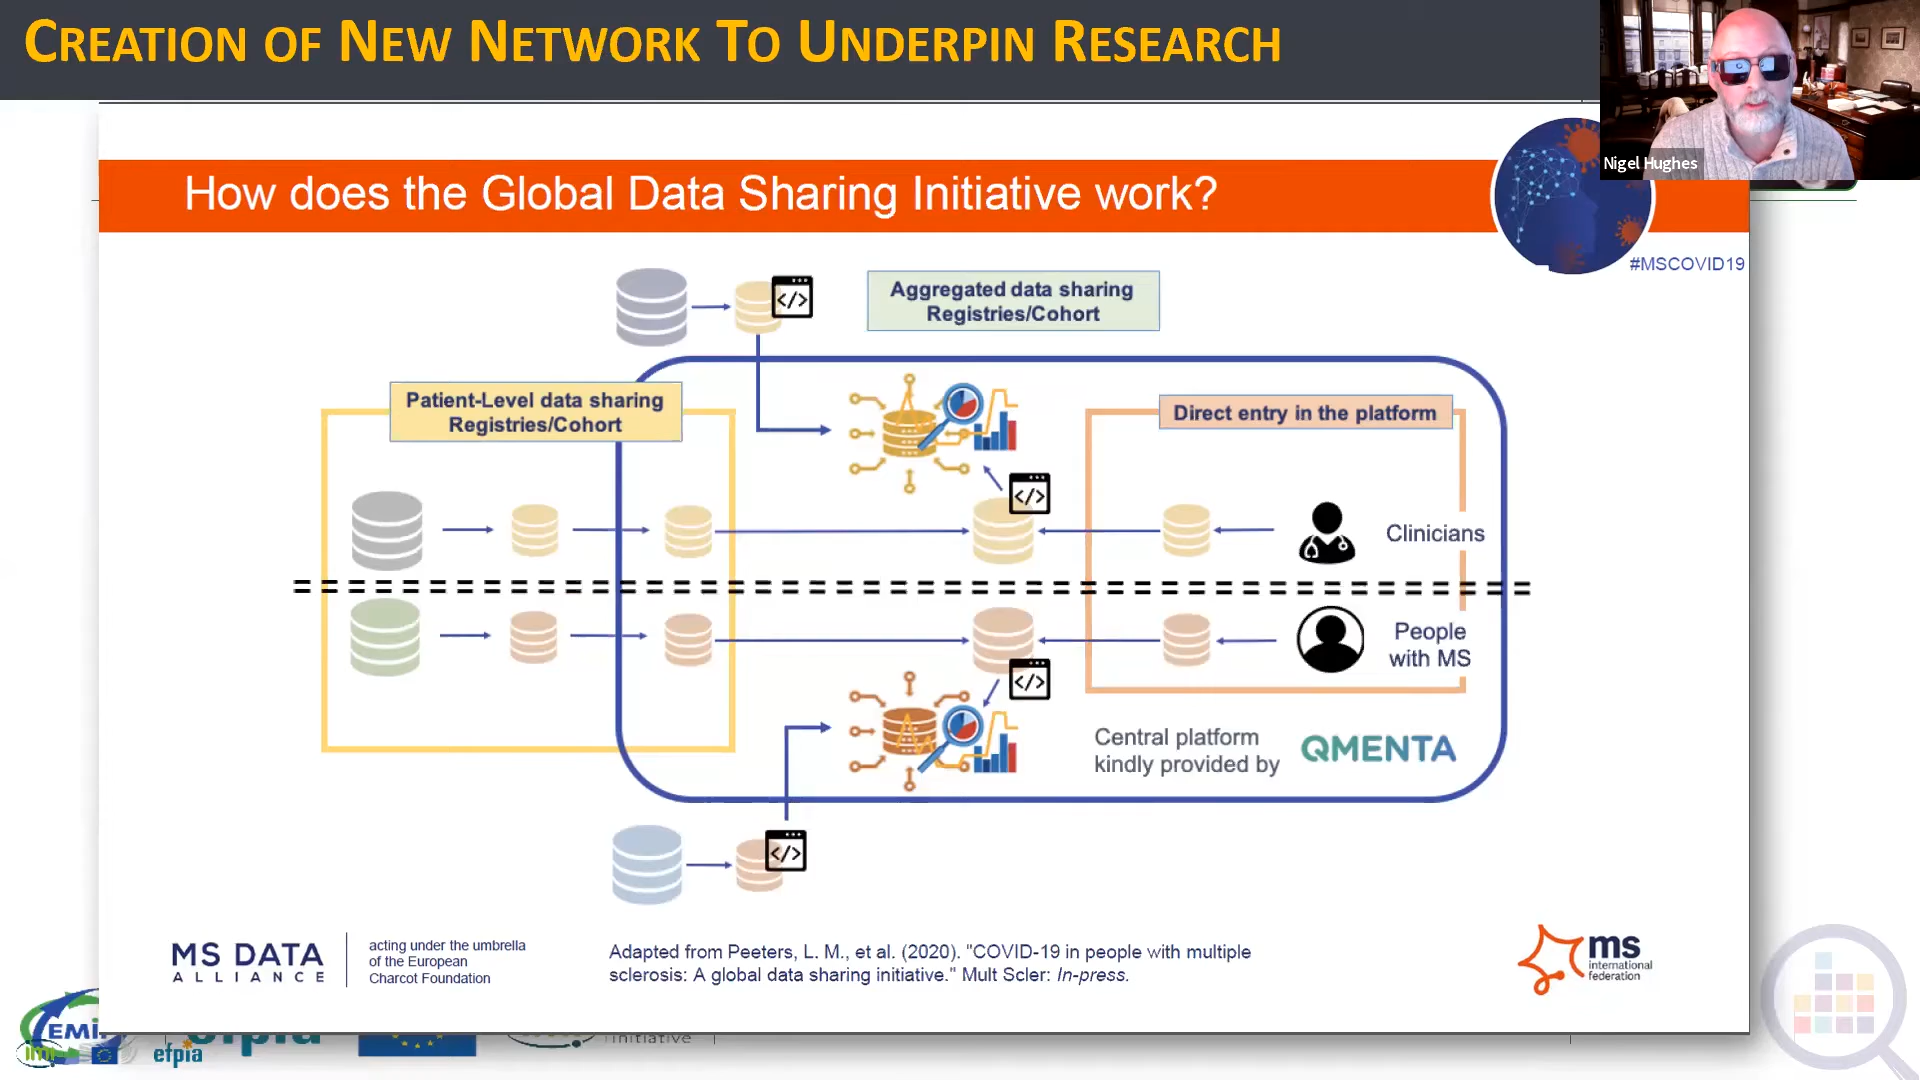 CREATION OF NEW NETWORK TO UNDERPIN RESEARCH
Nigel Hughes
How does the Global Data Sharing Initiative work?
#MSCOVID19
Aggregated data sharing
Registries/Cohort
</>
Patient-Level data sharing
Registries/Cohort
Direct entry in the platform
</>
Clinicians
People
with MS
</>
Central platform
kindly provided by
QMENTA
</>
MS DATA
ALLIANCE
acting under the umbrella
of the European
Charcot Foundation
Adapted from Peeters, L. M., et al. (2020). "COVID-19 in people with multiple
sclerosis: A global data sharing initiative." Mult Scler: In-press.
ms
international
federation
EMI
imi
efpia
efpia
initiative